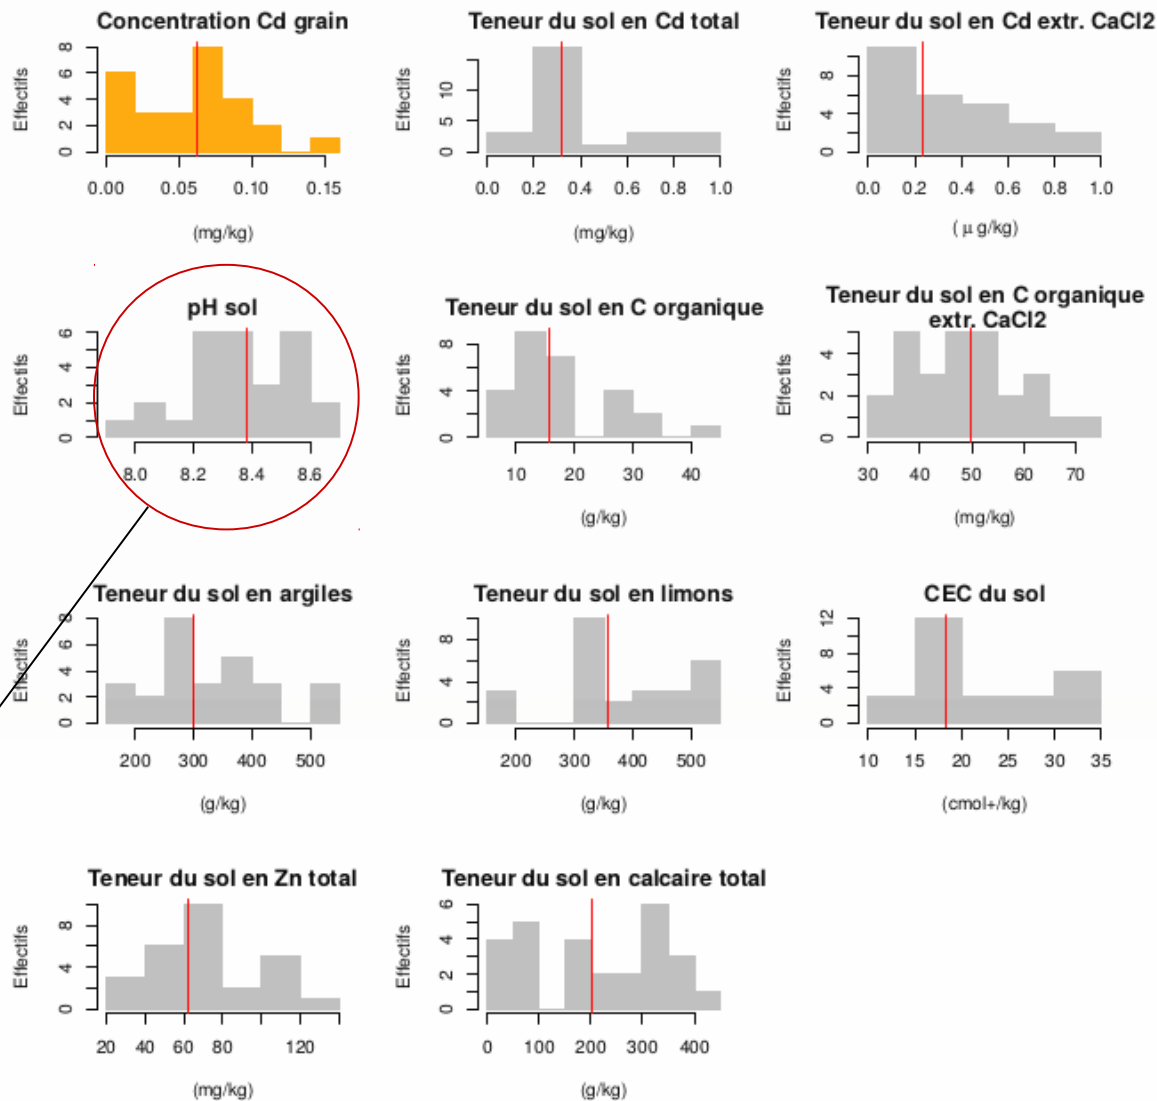 Concentration Cd grain
Effectifs
0 2 4 6 8
0.00 0.05 0.10 0.15
(mg/kg)
Teneur du sol en Cd total
Effectifs
0 5 10
0.0 0.2 0.4 0.6 0.8 1.0
(mg/kg)
Teneur du sol en Cd extr. CaCl2
Effectifs
0 4 8
0.0 0.2 0.4 0.6 0.8 1.0
( μ g/kg)
pH sol
Effectifs
0 2 4 6
8.0 8.2 8.4 8.6
Teneur du sol en C organique
Effectifs
0 4 8
10 20 30 40
(g/kg)
Teneur du sol en C organique
extr. CaCl2
Effectifs
0 2 4
30 40 50 60 70
(mg/kg)
Teneur du sol en argiles
Effectifs
0 2 4 6 8
200 300 400 500
(g/kg)
Teneur du sol en limons
Effectifs
0 4 8
200 300 400 500
(g/kg)
CEC du sol
Effectifs
0 4 8 12
10 15 20 25 30 35
(cmol+/kg)
Teneur du sol en Zn total
Effectifs
0 4 8
20 40 60 80 120
(mg/kg)
Teneur du sol en calcaire total
Effectifs
0 2 4 6
0 100 200 300 400
(g/kg)